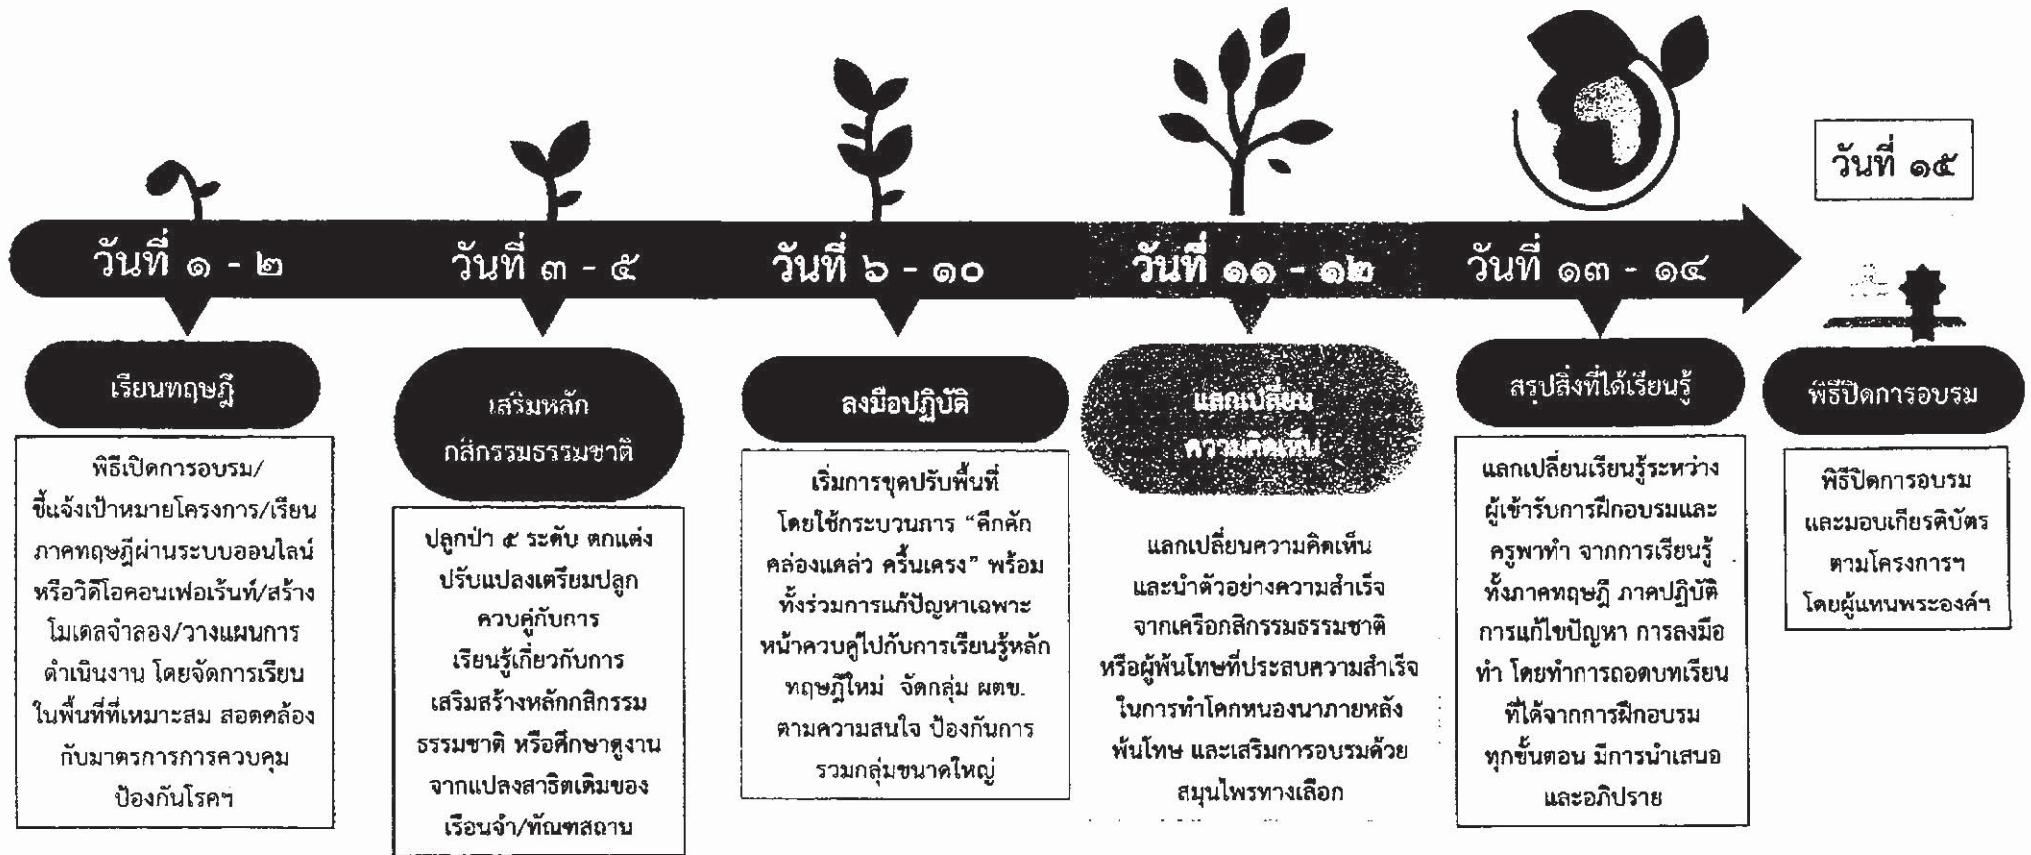 วันที่ ๑ - ๒
เรียนทฤษฎี
พิธีเปิดการอบรม/
ชี้แจ้งเป้าหมายโครงการ/เรียน
ภาคทฤษฎีผ่านระบบออนไลน์
หรือวิดีโอคอนเฟอเร้นท์/สร้าง
โมเดลจำลอง/วางแผนการ
ดำเนินงาน โดยจัดการเรียน
ในพื้นที่ที่เหมาะสม สอดคล้อง
กับมาตรการการควบคุม
ป้องกันโรคฯ
วันที่ ๓ - ๕
เสริมหลัก
กสิกรรมธรรมชาติ
ปลูกป่า ๕ ระดับ ตกแต่ง
ปรับแปลงเตรียมปลูก
ควบคู่กับการ
เรียนรู้เกี่ยวกับการ
เสริมสร้างหลักกสิกรรม
ธรรมชาติ หรือศึกษาดูงาน
จากแปลงสาธิตเดิมของ
เรือนจำ/ทัณฑสถาน
วันที่ ๖ - ๑๐
ลงมือปฏิบัติ
เริ่มการขุดปรับพื้นที่
โดยใช้กระบวนการ “คึกคัก
คล่องแคล่ว ครื้นเครง” พร้อม
ทั้งร่วมการแก้ปัญหาเฉพาะ
หน้าควบคู่ไปกับการเรียนรู้หลัก
ทฤษฎีใหม่ จัดกลุ่ม ผตข.
ตามความสนใจ ป้องกันการ
รวมกลุ่มขนาดใหญ่
วันที่ ๑๑ - ๑๒
แลกเปลี่ยน
ความคิดเห็น
แลกเปลี่ยนความคิดเห็น
และนำตัวอย่างความสำเร็จ
จากเครือกสิกรรมธรรมชาติ
หรือผู้พ้นโทษที่ประสบความสำเร็จ
ในการทำโคกหนองนาภายหลัง
พ้นโทษ และเสริมการอบรมด้วย
สมุนไพรทางเลือก
วันที่ ๑๓ - ๑๔
สรุปสิ่งที่ได้เรียนรู้
แลกเปลี่ยนเรียนรู้ระหว่าง
ผู้เข้ารับการฝึกอบรมและ
ครูพาทำ จากการเรียนรู้
ทั้งภาคทฤษฎี ภาคปฏิบัติ
การแก้ไขปัญหา การลงมือ
ทำ โดยทำการถอดบทเรียน
ที่ได้จากการฝึกอบรม
ทุกขั้นตอน มีการนำเสนอ
และอภิปราย
วันที่ ๑๕
พิธีปิดการอบรม
พิธีปิดการอบรม
และมอบเกียรติบัตร
ตามโครงการฯ
โดยผู้แทนพระองค์ฯ